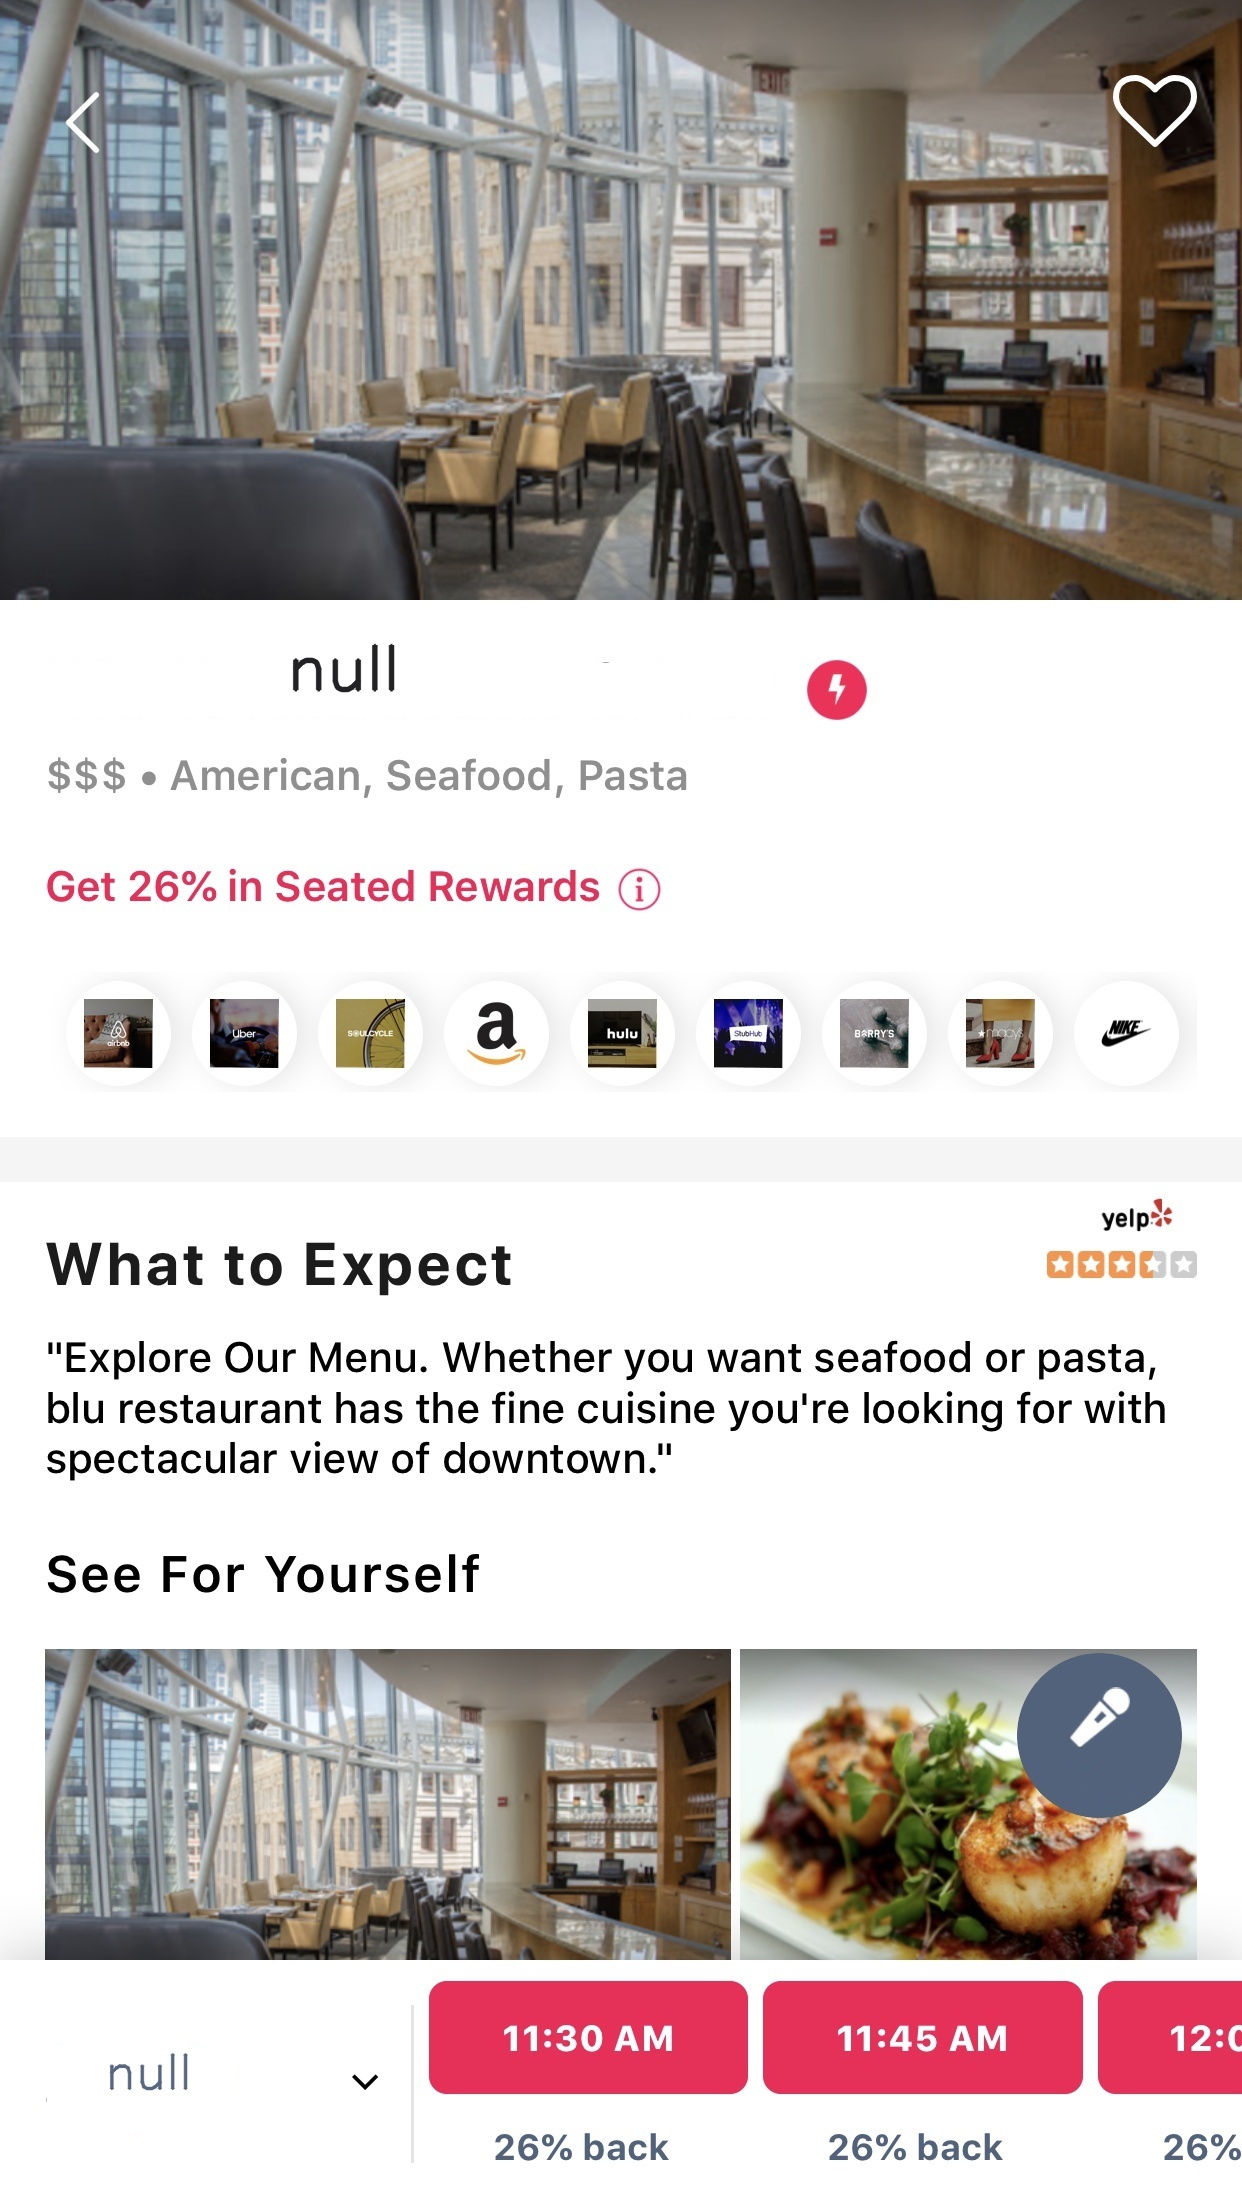 EXIT
null
$$$ • American, Seafood, Pasta
Get 26% in Seated Rewards i
airbnb
Uber
SOULCYCLE
a
hulu
StubHub
BARRY'S
★macy's
NIKE
yelp
What to Expect
"Explore Our Menu. Whether you want seafood or pasta,
blu restaurant has the fine cuisine you're looking for with
spectacular view of downtown."
See For Yourself
null
11:30 AM
11:45 AM
12:0
26% back
26% back
26%